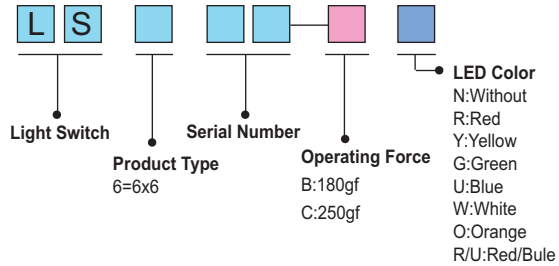 L S
Light Switch
Product Type
6=6x6
Serial Number
Operating Force
B:180gf
C:250gf
LED Color
N:Without
R:Red
Y:Yellow
G:Green
U:Blue
W:White
O:Orange
R/U:Red/Bule